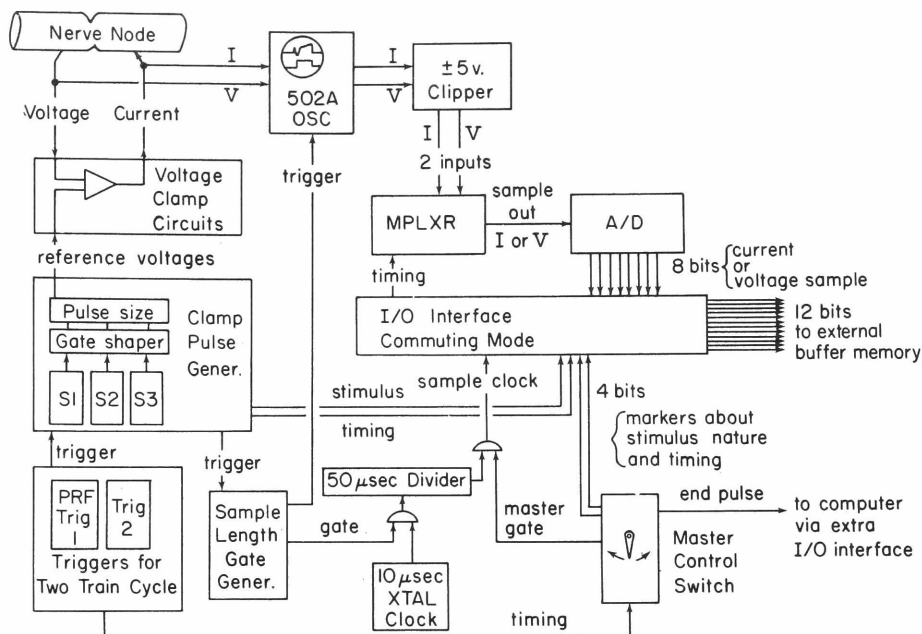 Nerve Node
I
V
502A
OSC
I
V
±5v.
Clipper
Voltage
Current
I
V
2 inputs
trigger
Voltage
Clamp
Circuits
MPLXR
sample
out
I or V
A/D
reference voltages
timing
8 bits
current
or
voltage sample
Pulse size
Gate shaper
S1
S2
S3
Clamp
Pulse
Gener.
I/O Interface
Commuting Mode
12 bits
to external
buffer memory
stimulus
timing
sample clock
4 bits
markers about
stimulus nature
and timing
trigger
trigger
PRF
Trig
1
Trig
2
Triggers for
Two Train Cycle
Sample
Length
Gate
Gener.
gate
50 μsec Divider
10 μsec
XTAL
Clock
master
gate
end pulse
Master
Control
Switch
to computer
via extra
I/O interface
timing